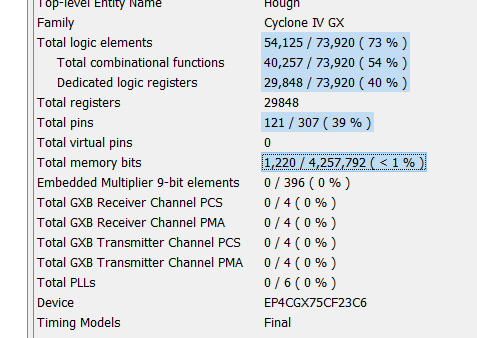 Top-level Entity Name Hough
Family Cyclone IV GX
Total logic elements 54,125 / 73,920 ( 73 % )
Total combinational functions 40,257 / 73,920 ( 54 % )
Dedicated logic registers 29,848 / 73,920 ( 40 % )
Total registers 29848
Total pins 121 / 307 ( 39 % )
Total virtual pins 0
Total memory bits 1,220 / 4,257,792 ( < 1 % )
Embedded Multiplier 9-bit elements 0 / 396 ( 0 % )
Total GXB Receiver Channel PCS 0 / 4 ( 0 % )
Total GXB Receiver Channel PMA 0 / 4 ( 0 % )
Total GXB Transmitter Channel PCS 0 / 4 ( 0 % )
Total GXB Transmitter Channel PMA 0 / 4 ( 0 % )
Total PLLs 0 / 6 ( 0 % )
Device EP4CGX75CF23C6
Timing Models Final